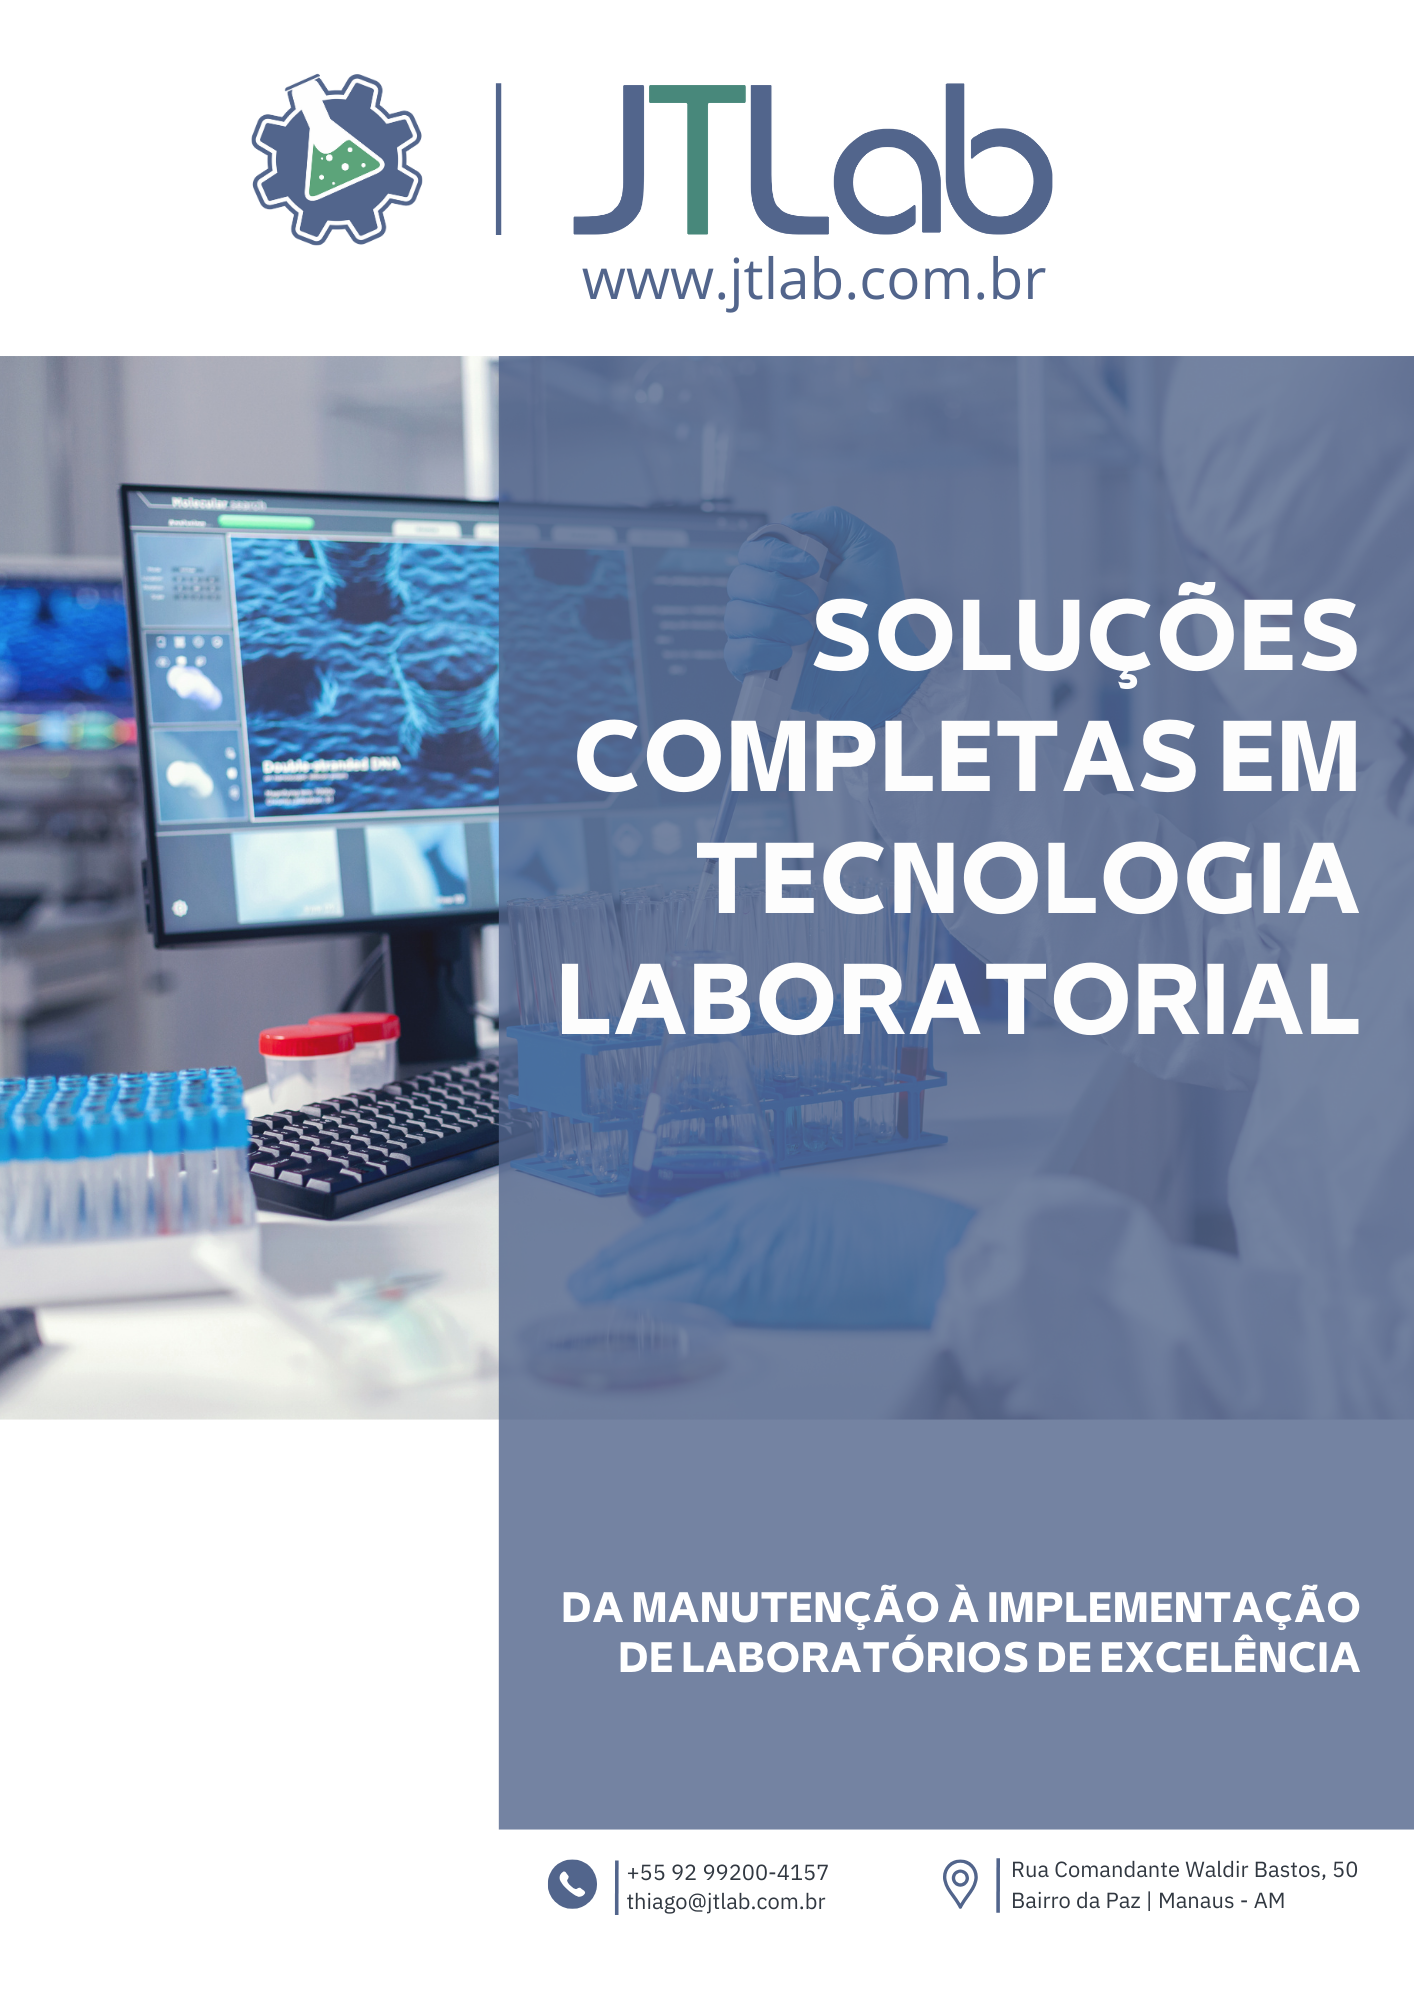 JTLab
www.jtlab.com.br
Molecular search
Double-stranded DNA
SOLUÇÕES
COMPLETAS EM
TECNOLOGIA
LABORATORIAL
DA MANUTENÇÃO À IMPLEMENTAÇÃO
DE LABORATÓRIOS DE EXCELÊNCIA
+55 92 99200-4157
thiago@jtlab.com.br
Rua Comandante Waldir Bastos, 50
Bairro da Paz | Manaus - AM